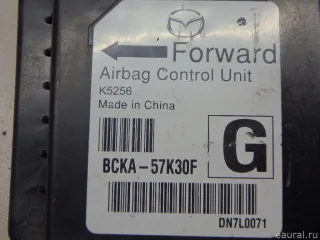 Forward
Airbag Control Unit
K5256
Made in China
BCKA-57K30F
G
DN7L0071
eaural.ru